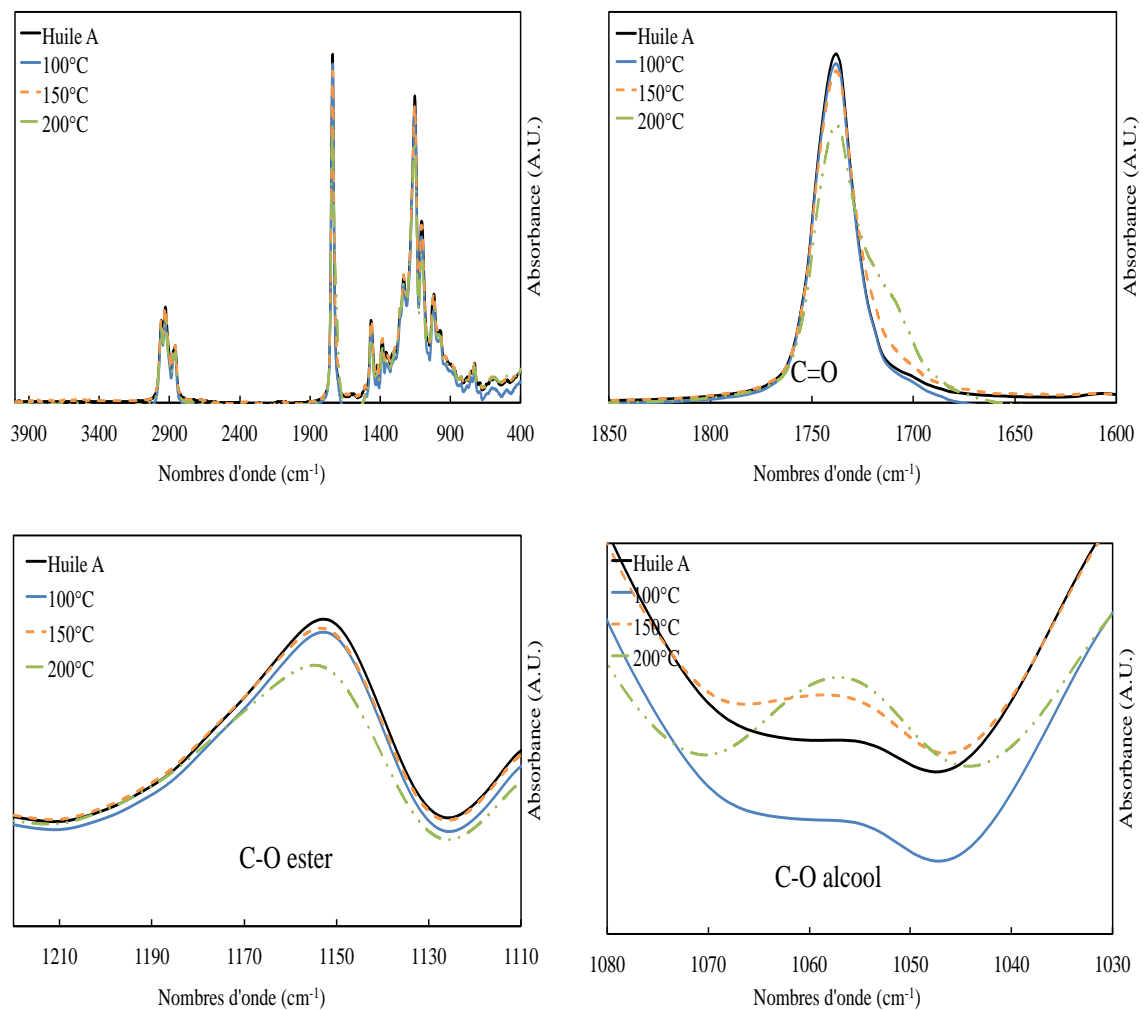 Huile A
100°C
150°C
200°C
Absorbance (A.U.)
3900 3400 2900 2400 1900 1400 900 400
Nombres d'onde (cm-1)
Huile A
100°C
150°C
200°C
C=O
Absorbance (A.U.)
1850 1800 1750 1700 1650 1600
Nombres d'onde (cm-1)
Huile A
100°C
150°C
200°C
C-O ester
Absorbance (A.U.)
1210 1190 1170 1150 1130 1110
Nombres d'onde (cm-1)
Huile A
100°C
150°C
200°C
C-O alcool
Absorbance (A.U.)
1080 1070 1060 1050 1040 1030
Nombres d'onde (cm-1)